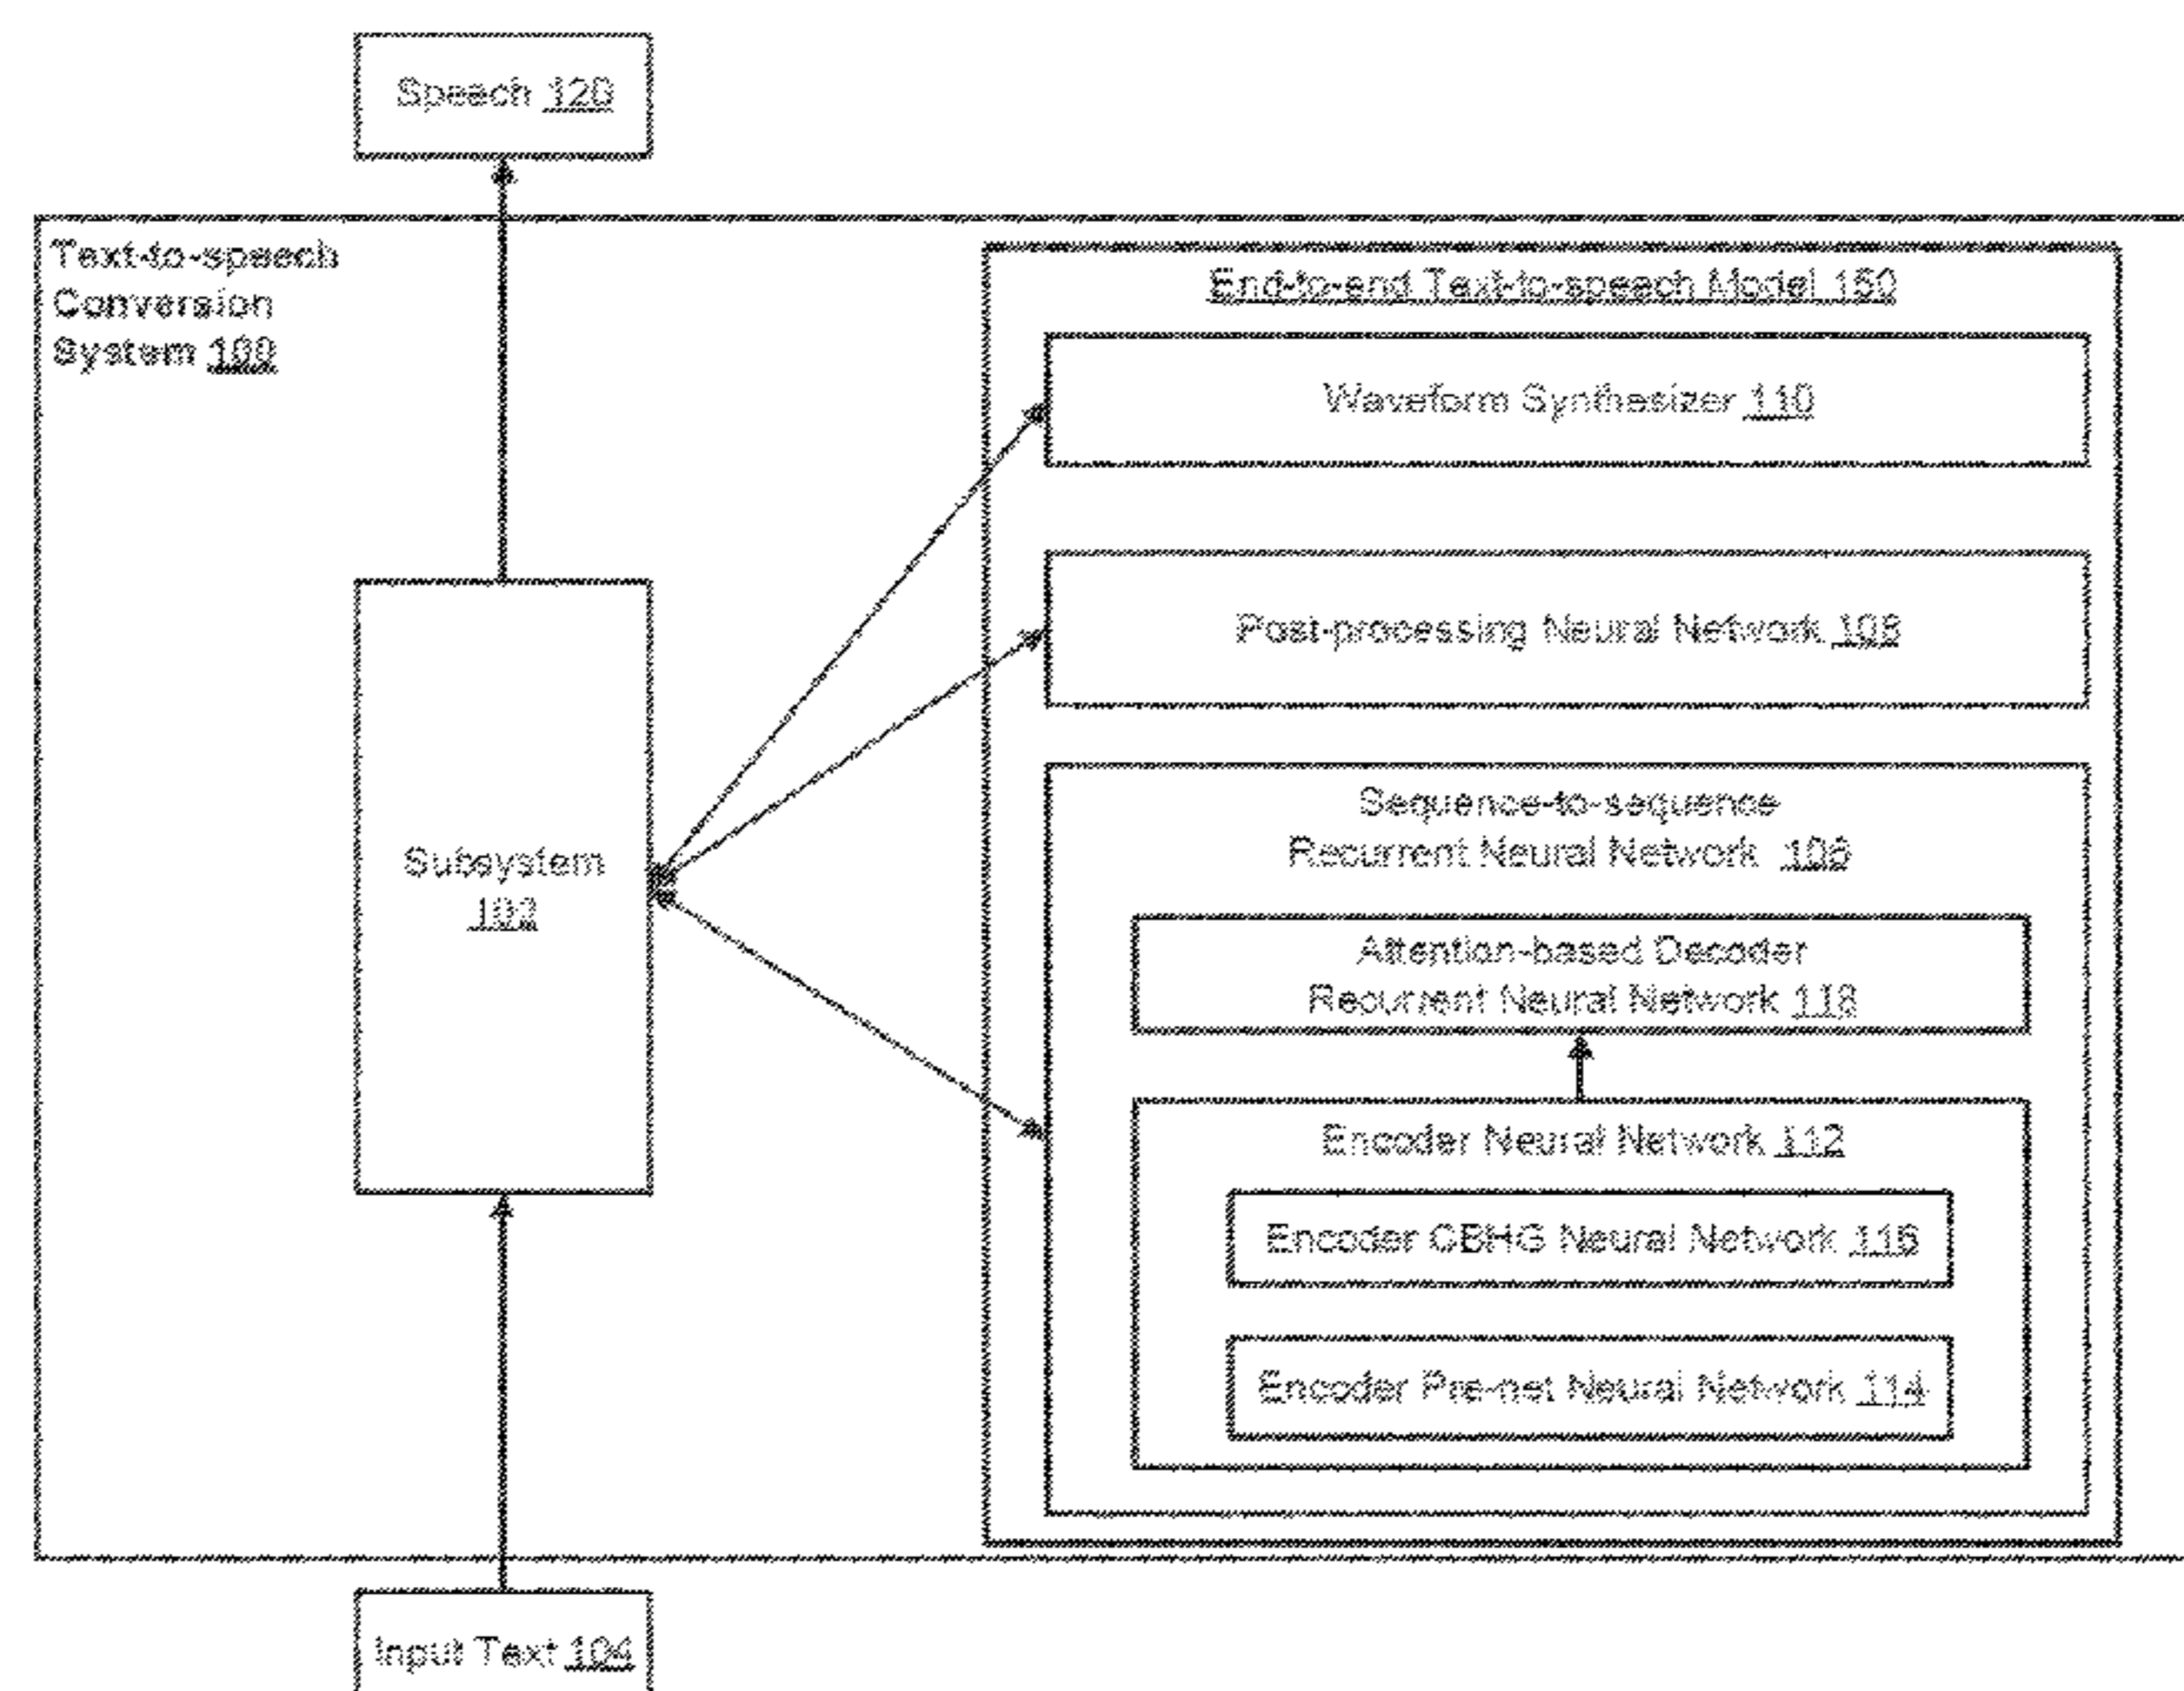 Speech 120
Text-to-speech
Conversion
System 100
End-to-end Text-to-speech Model 150
Waveform Synthesizer 110
Post-processing Neural Network 108
Sequence-to-sequence
Recurrent Neural Network 106
Subsystem
102
Attention-based Decoder
Recurrent Neural Network 118
Encoder Neural Network 112
Encoder CBHG Neural Network 116
Encoder Pre-net Neural Network 114
Input Text 104